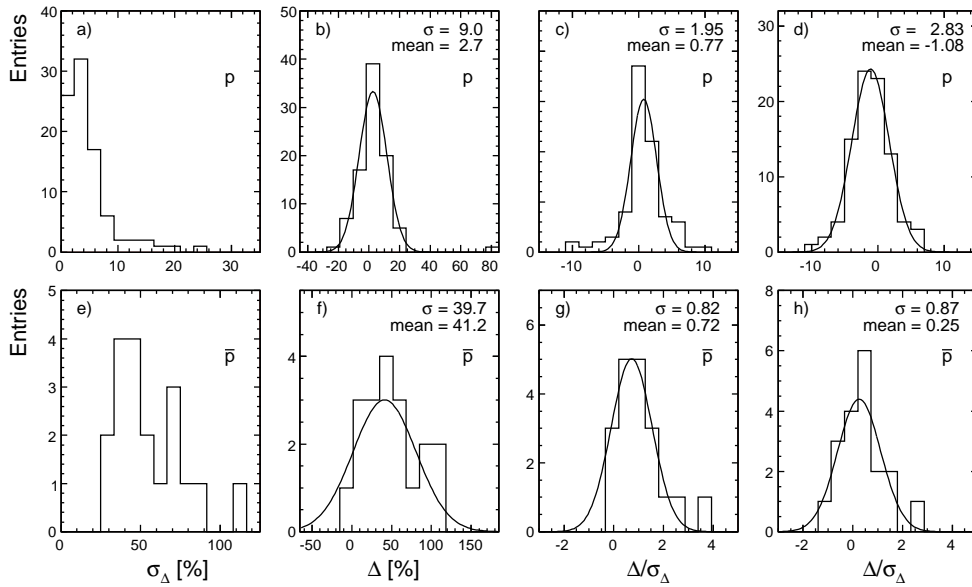 Entries
a)
p
40
30
20
10
0
0 10 20 30
b)
σ = 9.0
mean = 2.7
p
50
40
30
20
10
0
-40 -20 0 20 40 60 80
c)
σ = 1.95
mean = 0.77
p
0
-10 0 10
d)
σ = 2.83
mean = -1.08
p
30
20
10
0
-10 0 10
Entries
e)
p̅
5
4
3
2
1
0
0 50 100
σΔ [%]
f)
σ = 39.7
mean = 41.2
p̅
4
2
0
-50 0 50 100 150
Δ [%]
g)
σ = 0.82
mean = 0.72
p̅
6
4
2
0
-2 0 2 4
Δ/σΔ
h)
σ = 0.87
mean = 0.25
p̅
8
6
4
2
0
-2 0 2 4
Δ/σΔ